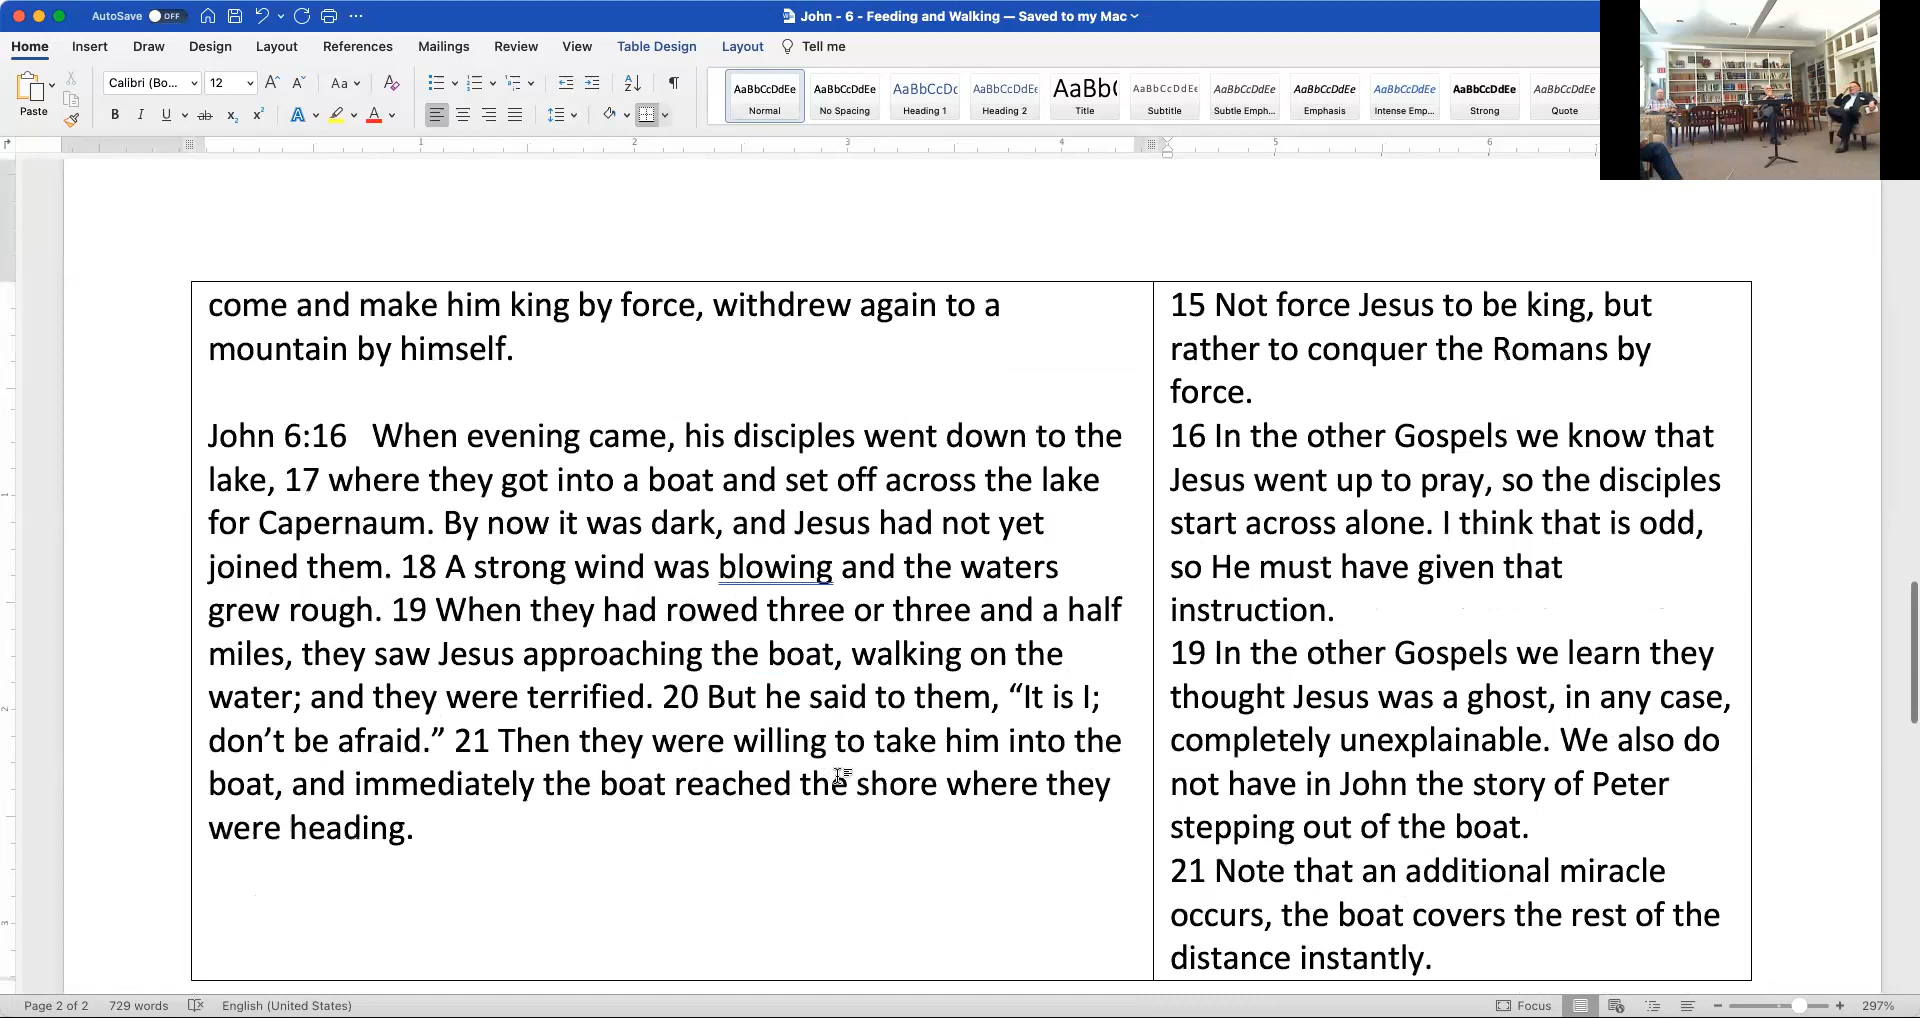 AutoSave OFF
John - 6 - Feeding and Walking — Saved to my Mac
Home Insert Draw Design Layout References Mailings Review View Table Design Layout Tell me
Paste
Calibri (Bo... 12
AaBbCcDdEe AaBbCcDdEe AaBbCcDc AaBbCcDdEe AaBbC AaBbCcDdEe AaBbCcDdEe AaBbCcDdEe AaBbCcDdEe AaBbCcDdEe AaBbCcDdEe
Normal No Spacing Heading 1 Heading 2 Title Subtitle Subtle Emph... Emphasis Intense Emp... Strong Quote
1 2 3 4 5 6
come and make him king by force, withdrew again to a
mountain by himself.
John 6:16 When evening came, his disciples went down to the
lake, 17 where they got into a boat and set off across the lake
for Capernaum. By now it was dark, and Jesus had not yet
joined them. 18 A strong wind was blowing and the waters
grew rough. 19 When they had rowed three or three and a half
miles, they saw Jesus approaching the boat, walking on the
water; and they were terrified. 20 But he said to them, “It is I;
don’t be afraid.” 21 Then they were willing to take him into the
boat, and immediately the boat reached the shore where they
were heading.
15 Not force Jesus to be king, but
rather to conquer the Romans by
force.
16 In the other Gospels we know that
Jesus went up to pray, so the disciples
start across alone. I think that is odd,
so He must have given that
instruction.
19 In the other Gospels we learn they
thought Jesus was a ghost, in any case,
completely unexplainable. We also do
not have in John the story of Peter
stepping out of the boat.
21 Note that an additional miracle
occurs, the boat covers the rest of the
distance instantly.
Page 2 of 2 729 words English (United States)
Focus 297%